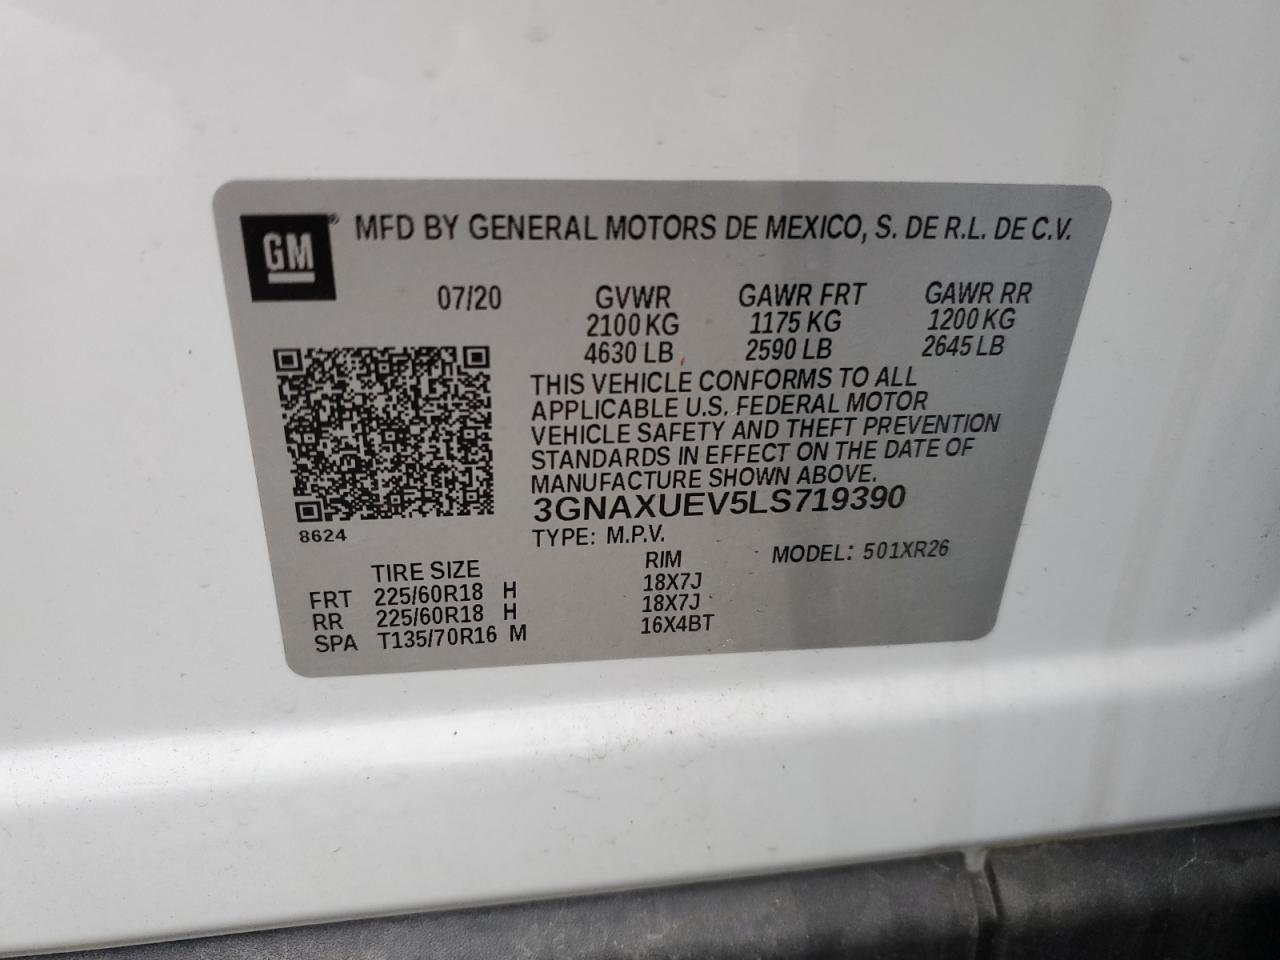 GM® MFD BY GENERAL MOTORS DE MEXICO, S. DE R.L. DE C.V.
07/20 GVWR GAWR FRT GAWR RR
2100 KG 1175 KG 1200 KG
4630 LB 2590 LB 2645 LB
THIS VEHICLE CONFORMS TO ALL
APPLICABLE U.S. FEDERAL MOTOR
VEHICLE SAFETY AND THEFT PREVENTION
STANDARDS IN EFFECT ON THE DATE OF
MANUFACTURE SHOWN ABOVE.
3GNAXUEV5LS719390
8624
TYPE: M.P.V. MODEL: 501XR26
TIRE SIZE RIM
FRT 225/60R18 H 18X7J
RR 225/60R18 H 18X7J
SPA T135/70R16 M 16X4BT